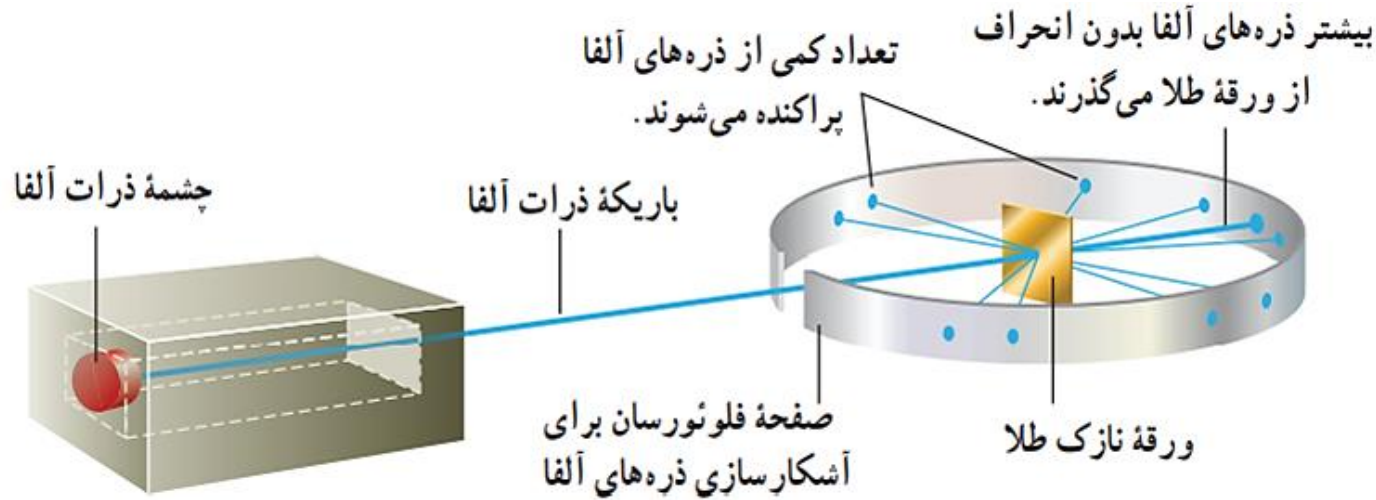 بیشتر ذره‌های آلفا بدون انحراف
از ورقهٔ طلا می‌گذرند.
تعداد کمی از ذره‌های آلفا
پراکنده می‌شوند.
باریکهٔ ذرات آلفا
چشمهٔ ذرات آلفا
ورقهٔ نازک طلا
صفحهٔ فلوئورسان برای
آشکارسازی ذره‌های آلفا